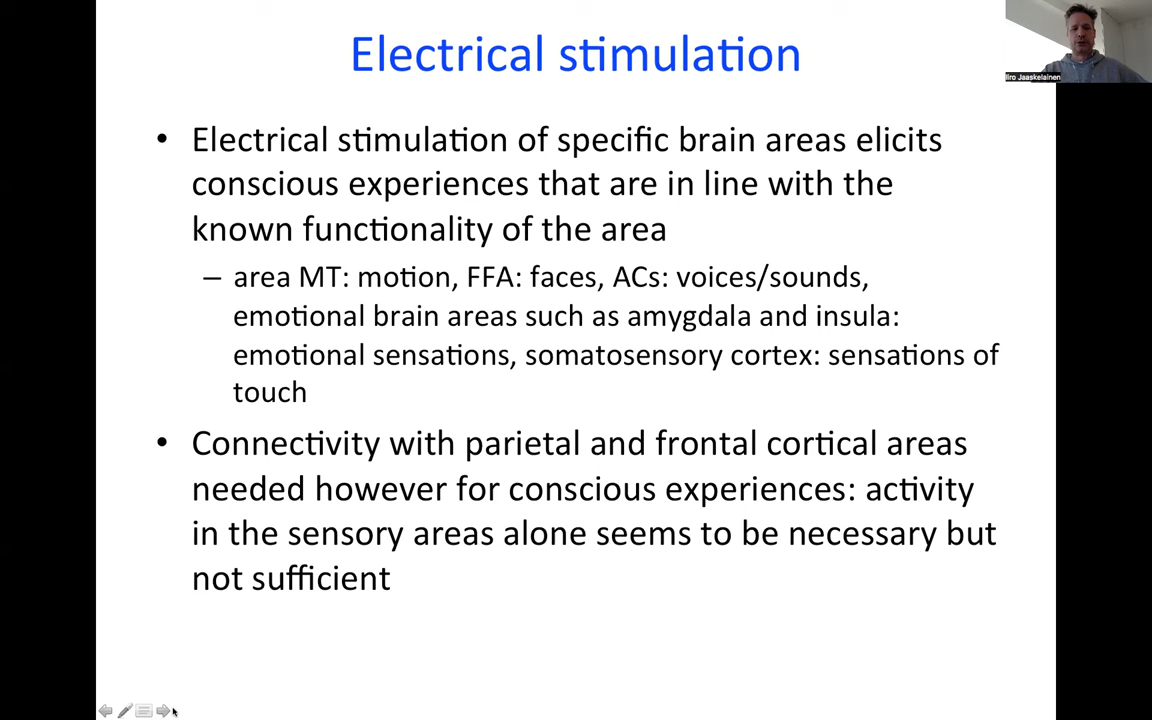 Electrical stimulation
Iiro Jaaskelainen
• Electrical stimulation of specific brain areas elicits
conscious experiences that are in line with the
known functionality of the area
– area MT: motion, FFA: faces, ACs: voices/sounds,
emotional brain areas such as amygdala and insula:
emotional sensations, somatosensory cortex: sensations of
touch
• Connectivity with parietal and frontal cortical areas
needed however for conscious experiences: activity
in the sensory areas alone seems to be necessary but
not sufficient